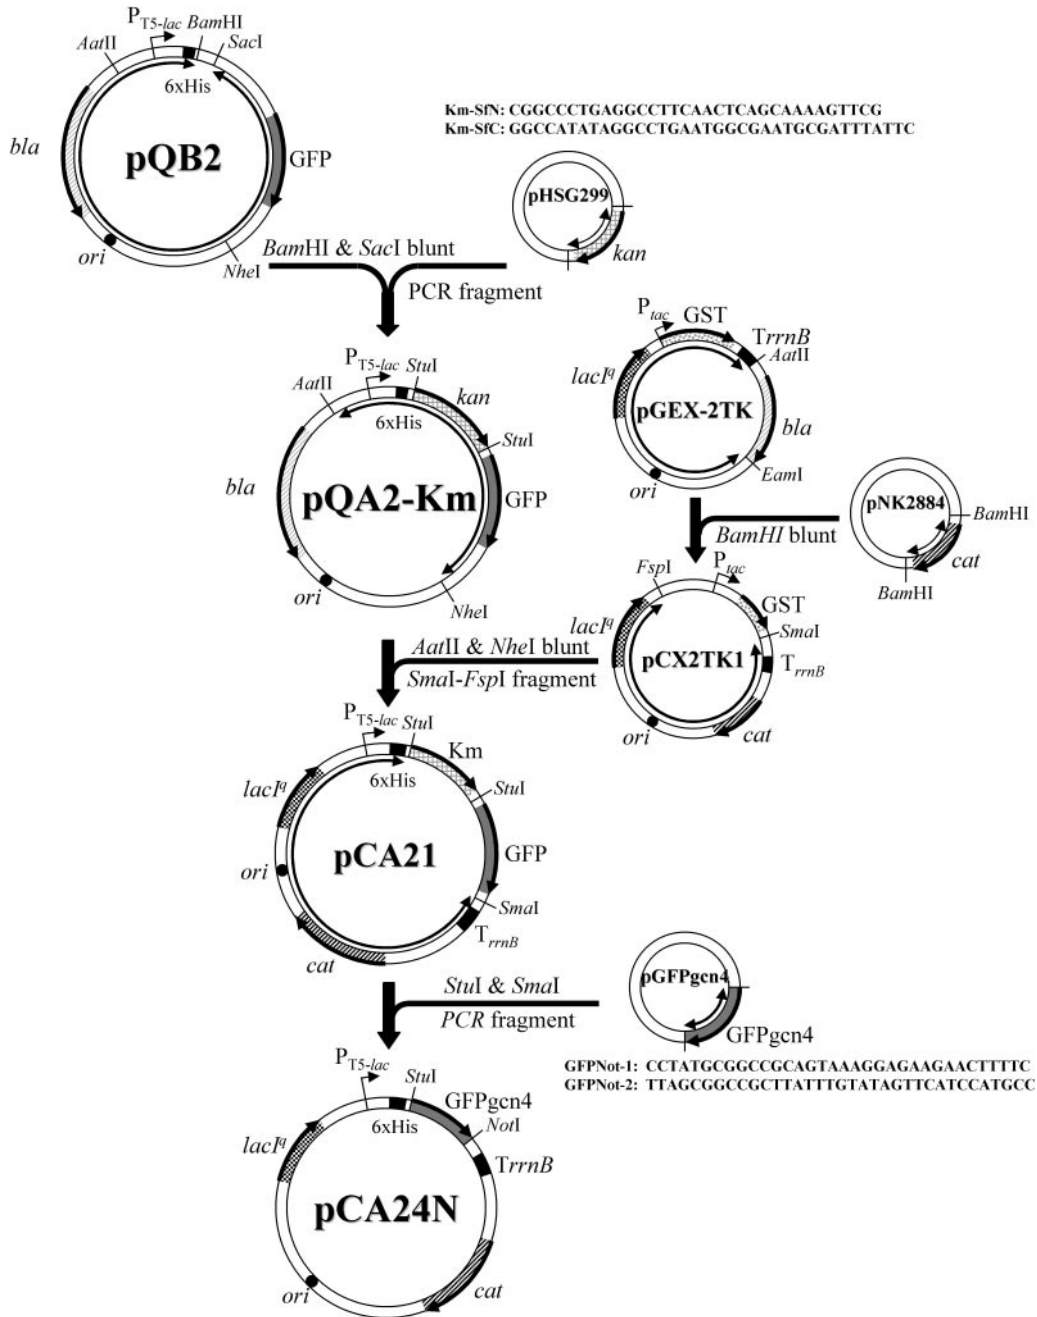 P T5-lac
BamHI
SacI
AatII
6xHis
bla
pQB2
GFP
ori
NheI
Km-SfN: CGGCCCTGAGGCCTTCAACTCAGCAAAAGTTCG
Km-SfC: GGCCATATAGGCCTGAATGGCGAATGCGATTTATTC
pHSG299
kan
BamHI & SacI blunt
PCR fragment
P T5-lac
StuI
AatII
kan
6xHis
StuI
bla
pQA2-Km
GFP
ori
NheI
Ptac
GST
TrrnB
AatII
lacIq
pGEX-2TK
bla
EamI
ori
pNK2884
BamHI
cat
BamHI
BamHI blunt
FspI
Ptac
GST
lacIq
SmaI
pCX2TK1
TrrnB
ori
cat
AatII & NheI blunt
SmaI-FspI fragment
P T5-lac
StuI
Km
6xHis
lacIq
StuI
pCA21
GFP
ori
SmaI
TrrnB
cat
StuI & SmaI
PCR fragment
pGFPgcn4
GFPgcn4
GFPNot-1: CCTATGCGGCCGCAGTAAAGGAGAAGAACTTTTC
GFPNot-2: TTAGCGGCCGCTTATTTGTATAGTTCATCCATGCC
P T5-lac
StuI
GFPgcn4
6xHis
NotI
lacIq
TrrnB
pCA24N
ori
cat